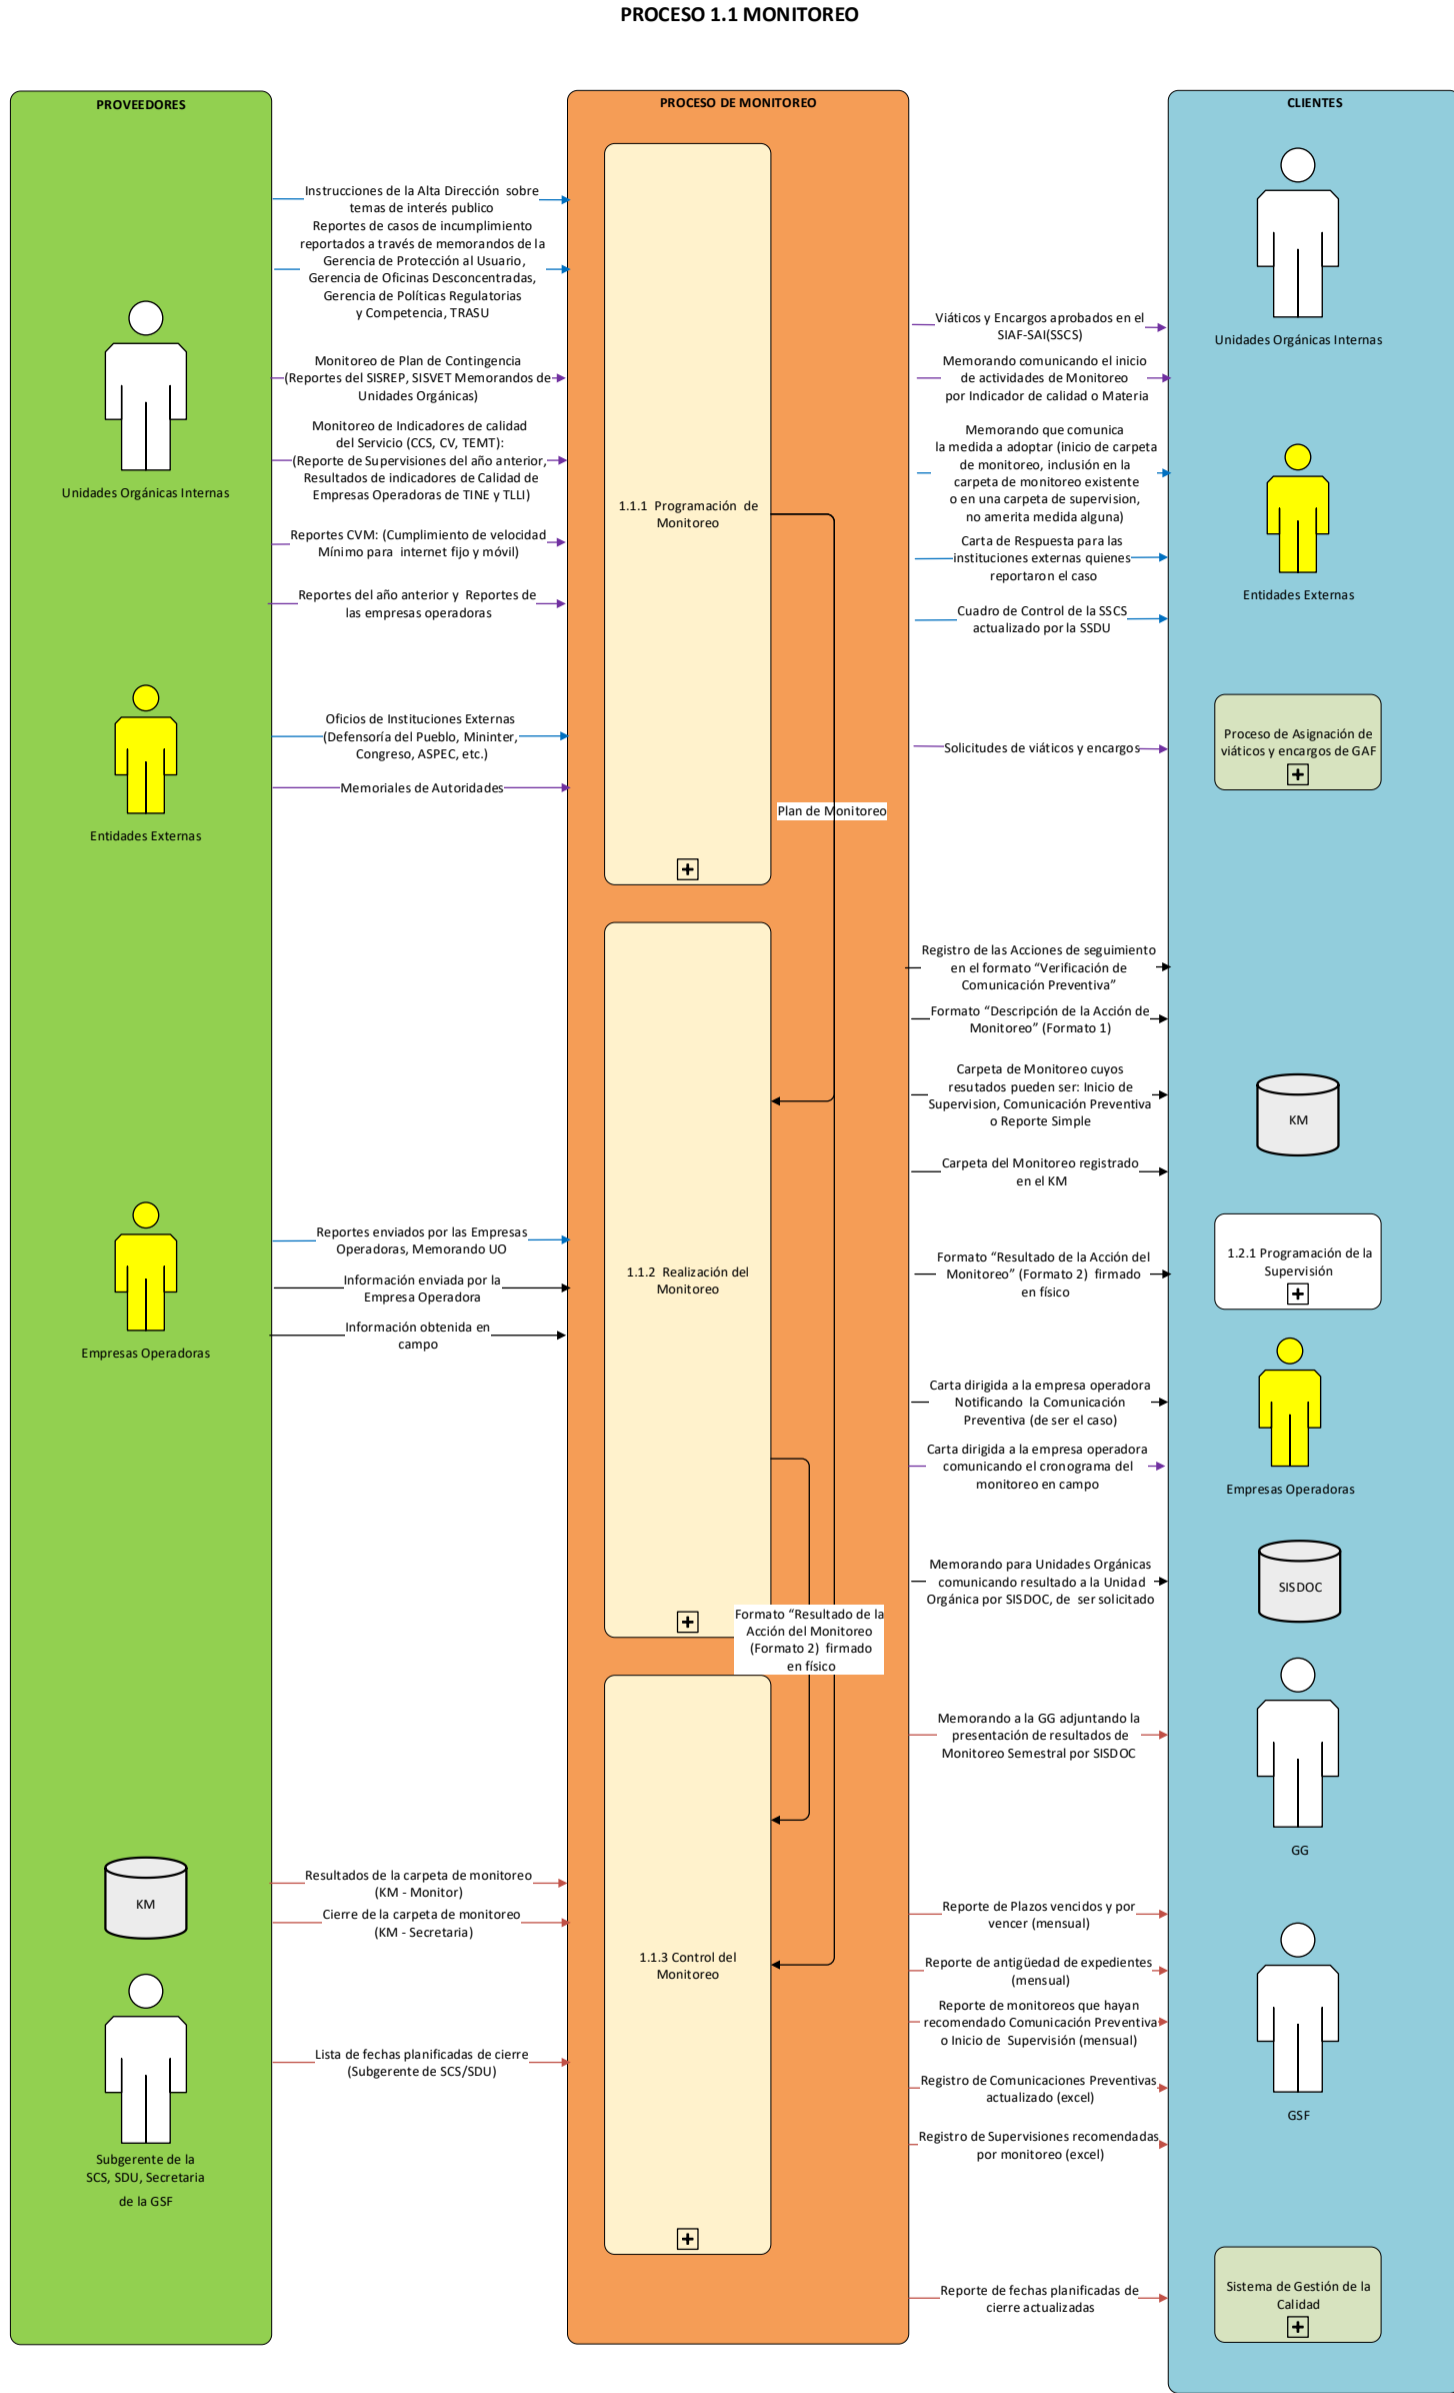 PROCESO 1.1 MONITOREO
PROVEEDORES
Unidades Orgánicas Internas
Entidades Externas
Empresas Operadoras
KM
Subgerente de la
SCS, SDU, Secretaria
de la GSF
Instrucciones de la Alta Dirección sobre
temas de interés publico
Reportes de casos de incumplimiento
reportados a través de memorandos de la
Gerencia de Protección al Usuario,
Gerencia de Oficinas Desconcentradas,
Gerencia de Políticas Regulatorias
y Competencia, TRASU
Monitoreo de Plan de Contingencia
(Reportes del SISREP, SISVET Memorandos de
Unidades Orgánicas)
Monitoreo de Indicadores de calidad
del Servicio (CCS, CV, TEMT):
(Reporte de Supervisiones del año anterior,
Resultados de indicadores de Calidad de
Empresas Operadoras de TINE y TLLI)
Reportes CVM: (Cumplimiento de velocidad
Mínimo para internet fijo y móvil)
Reportes del año anterior y Reportes de
las empresas operadoras
Oficios de Instituciones Externas
(Defensoría del Pueblo, Mininter,
Congreso, ASPEC, etc.)
Memoriales de Autoridades
Reportes enviados por las Empresas
Operadoras, Memorando UO
Información enviada por la
Empresa Operadora
Información obtenida en
campo
Resultados de la carpeta de monitoreo
(KM - Monitor)
Cierre de la carpeta de monitoreo
(KM - Secretaria)
Lista de fechas planificadas de cierre
(Subgerente de SCS/SDU)
PROCESO DE MONITOREO
1.1.1 Programación de
Monitoreo
Plan de Monitoreo
1.1.2 Realización del
Monitoreo
Formato “Resultado de la
Acción del Monitoreo
(Formato 2) firmado
en físico
1.1.3 Control del
Monitoreo
Viáticos y Encargos aprobados en el
SIAF-SAI(SSCS)
Memorando comunicando el inicio
de actividades de Monitoreo
por Indicador de calidad o Materia
Memorando que comunica
la medida a adoptar (inicio de carpeta
de monitoreo, inclusión en la
carpeta de monitoreo existente
o en una carpeta de supervision,
no amerita medida alguna)
Carta de Respuesta para las
instituciones externas quienes
reportaron el caso
Cuadro de Control de la SSCS
actualizado por la SSDU
Solicitudes de viáticos y encargos
Registro de las Acciones de seguimiento
en el formato “Verificación de
Comunicación Preventiva”
Formato “Descripción de la Acción de
Monitoreo” (Formato 1)
Carpeta de Monitoreo cuyos
resutados pueden ser: Inicio de
Supervision, Comunicación Preventiva
o Reporte Simple
Carpeta del Monitoreo registrado
en el KM
Formato “Resultado de la Acción del
Monitoreo” (Formato 2) firmado
en físico
Carta dirigida a la empresa operadora
Notificando la Comunicación
Preventiva (de ser el caso)
Carta dirigida a la empresa operadora
comunicando el cronograma del
monitoreo en campo
Memorando para Unidades Orgánicas
comunicando resultado a la Unidad
Orgánica por SISDOC, de ser solicitado
Memorando a la GG adjuntando la
presentación de resultados de
Monitoreo Semestral por SISDOC
Reporte de Plazos vencidos y por
vencer (mensual)
Reporte de antigüedad de expedientes
(mensual)
Reporte de monitoreos que hayan
recomendado Comunicación Preventiva
o Inicio de Supervisión (mensual)
Registro de Comunicaciones Preventivas
actualizado (excel)
Registro de Supervisiones recomendadas
por monitoreo (excel)
Reporte de fechas planificadas de
cierre actualizadas
CLIENTES
Unidades Orgánicas Internas
Entidades Externas
Proceso de Asignación de
viáticos y encargos de GAF
KM
1.2.1 Programación de la
Supervisión
Empresas Operadoras
SISDOC
GG
GSF
Sistema de Gestión de la
Calidad